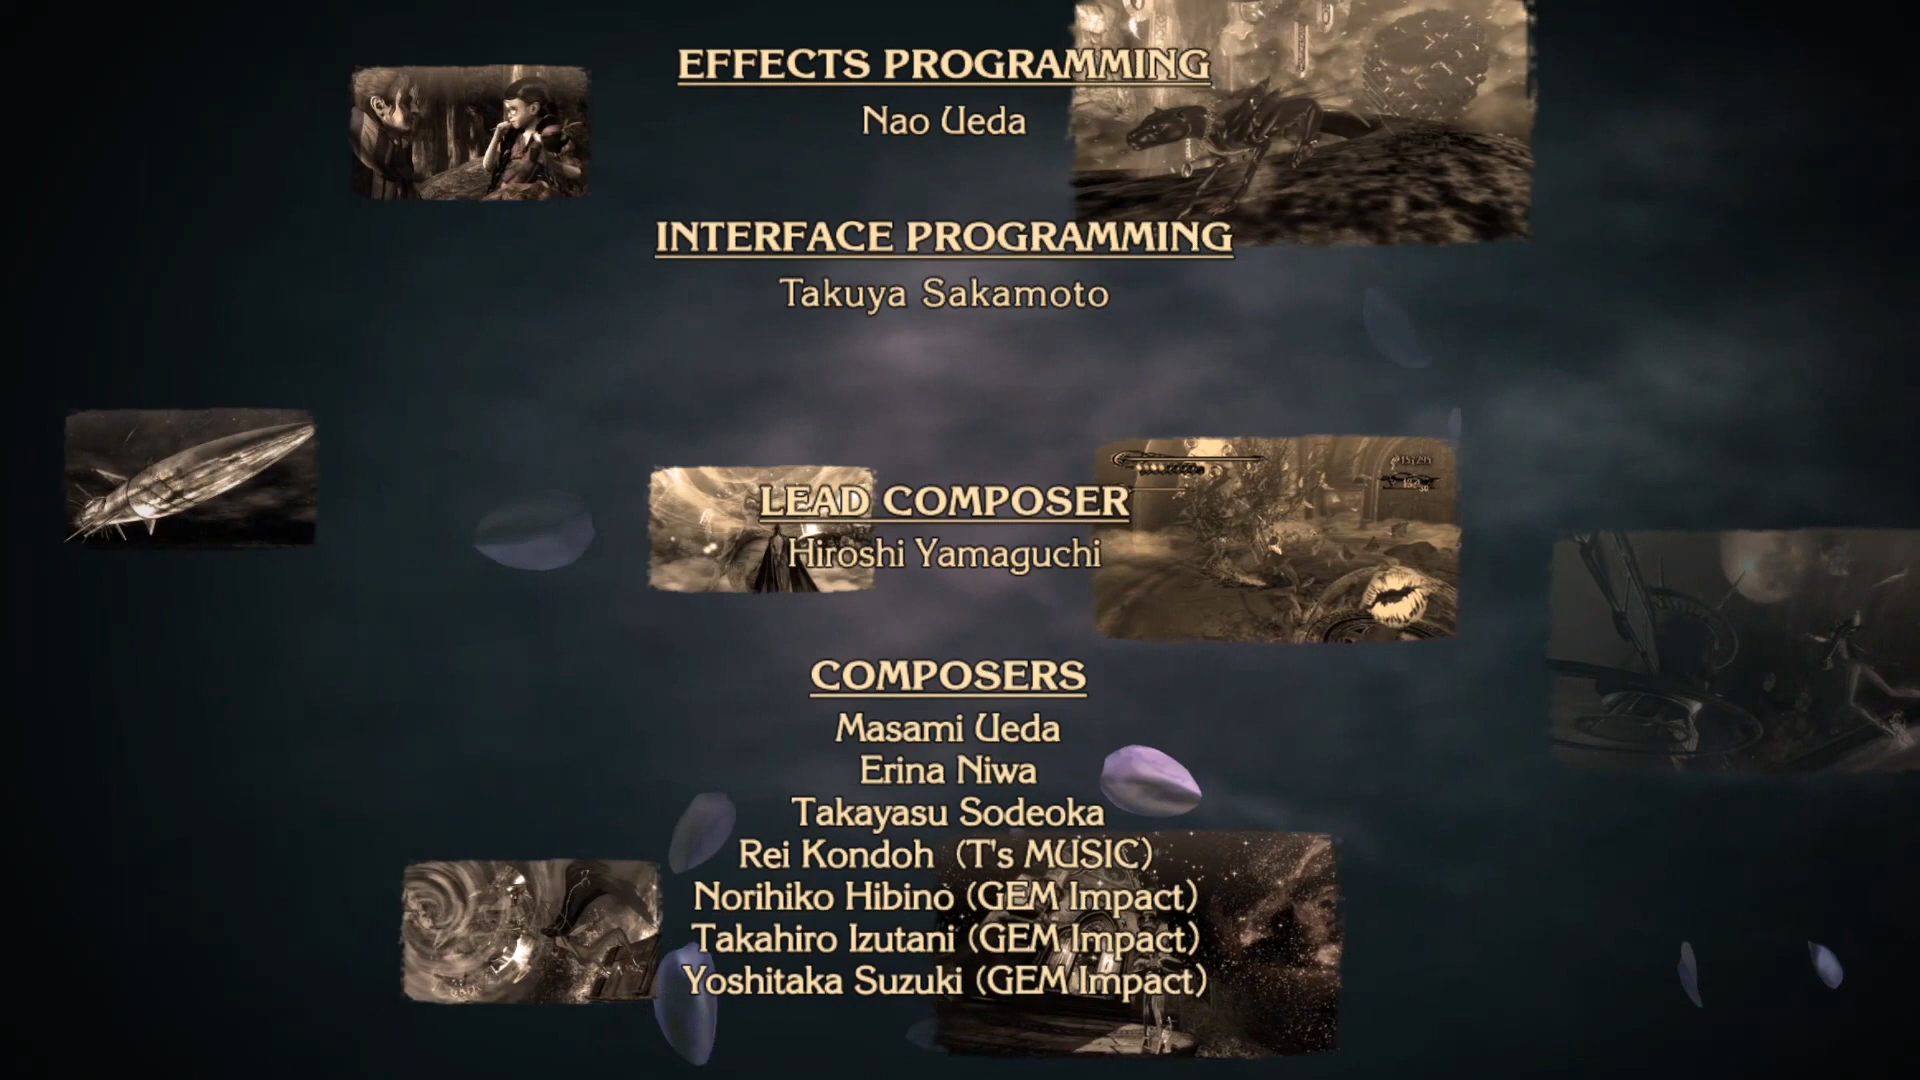 EFFECTS PROGRAMMING
Nao Ueda
INTERFACE PROGRAMMING
Takuya Sakamoto
LEAD COMPOSER
Hiroshi Yamaguchi
COMPOSERS
Masami Ueda
Erina Niwa
Takayasu Sodeoka
Rei Kondoh (T's MUSIC)
Norihiko Hibino (GEM Impact)
Takahiro Izutani (GEM Impact)
Yoshitaka Suzuki (GEM Impact)